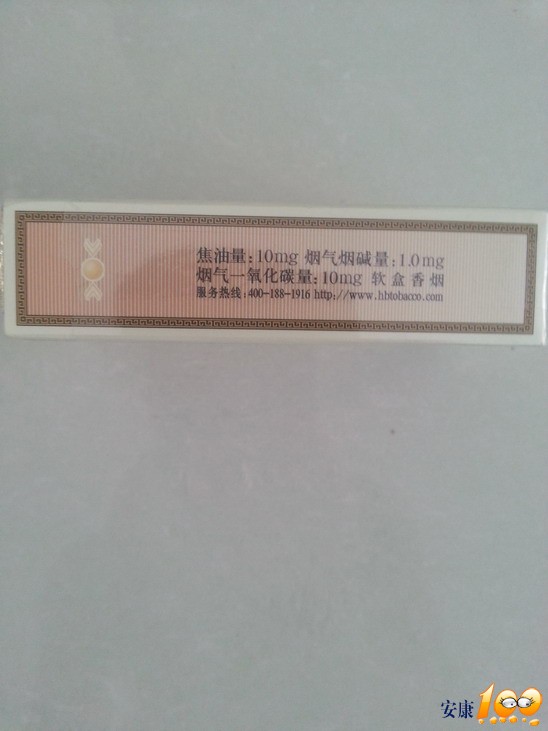 焦油量:10mg 烟气烟碱量:1.0mg
烟气一氧化碳量:10mg 软盒香烟
服务热线:400-188-1916 http://www.hbtobacco.com
安康100